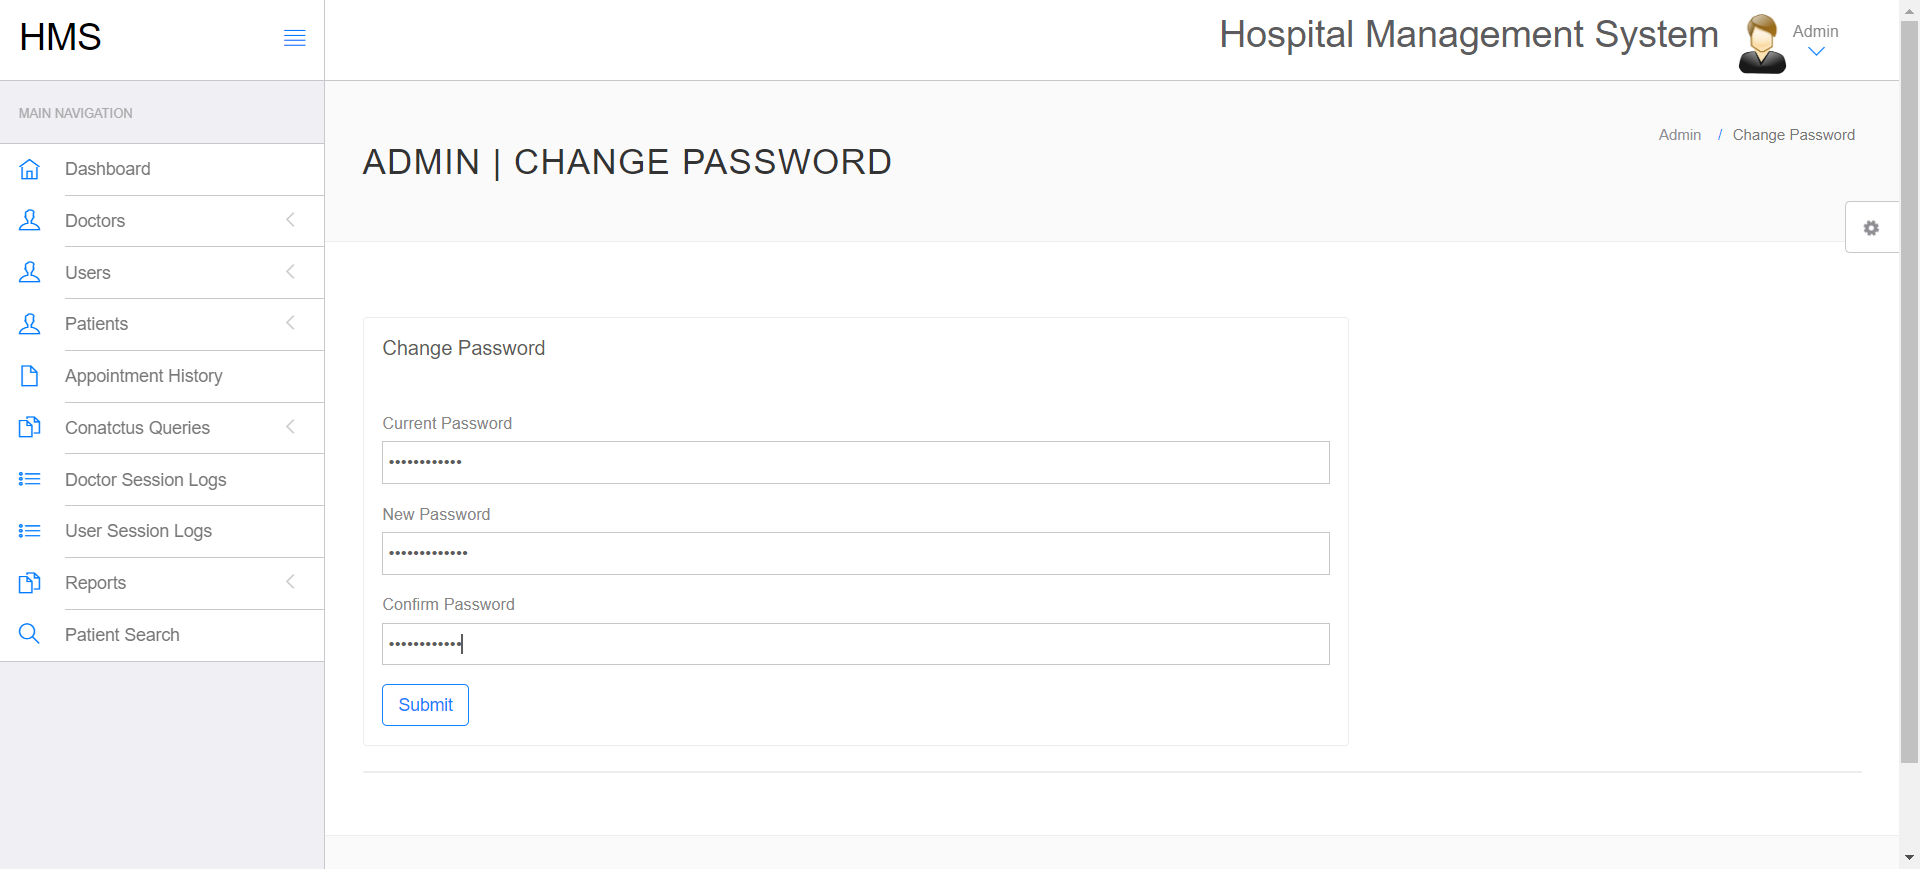 HMS
Hospital Management System
Admin
MAIN NAVIGATION
Dashboard
Doctors
Users
Patients
Appointment History
Conatctus Queries
Doctor Session Logs
User Session Logs
Reports
Patient Search
ADMIN | CHANGE PASSWORD
Admin / Change Password
Change Password
Current Password
••••••••••••
New Password
•••••••••••••
Confirm Password
••••••••••••
Submit